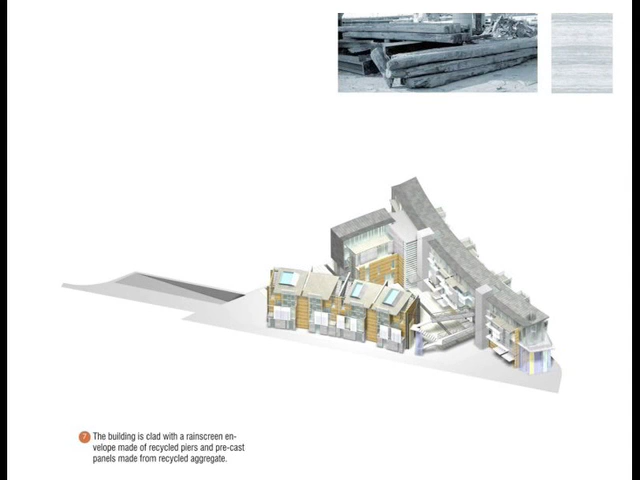 7 The building is clad with a rainscreen en-
velope made of recycled piers and pre-cast
panels made from recycled aggregate.